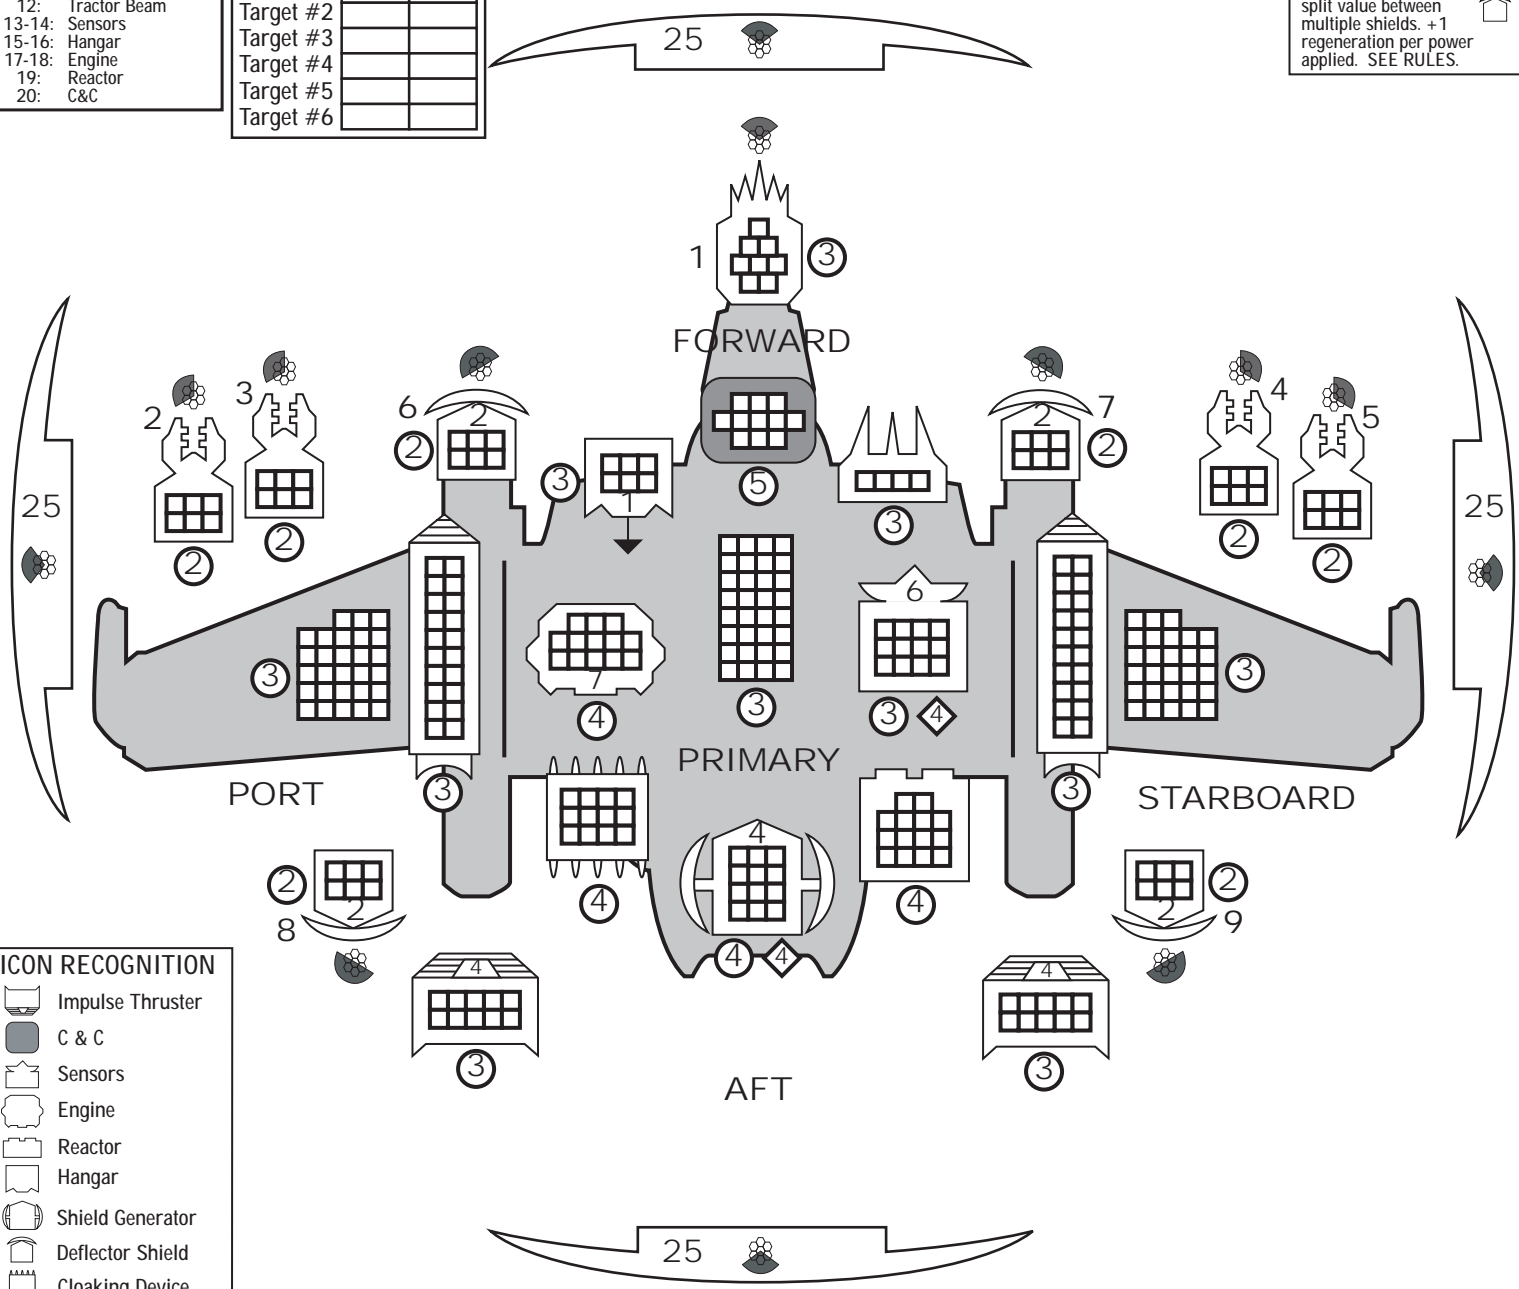 12: Tractor Beam
13-14: Sensors
15-16: Hangar
17-18: Engine
19: Reactor
20: C&C
Target #2
Target #3
Target #4
Target #5
Target #6
split value between
multiple shields. +1
regeneration per power
applied. SEE RULES.
25
1
3
FORWARD
2
2
3
2
6
2
2
3
1
5
3
2
7
2
4
2
5
2
25
25
3
3
7
4
3
6
3
4
3
3
PORT
PRIMARY
STARBOARD
4
4
4
4
4
2
2
8
2
2
9
4
3
4
3
AFT
25
ICON RECOGNITION
Impulse Thruster
C & C
Sensors
Engine
Reactor
Hangar
Shield Generator
Deflector Shield
Cloaking Device